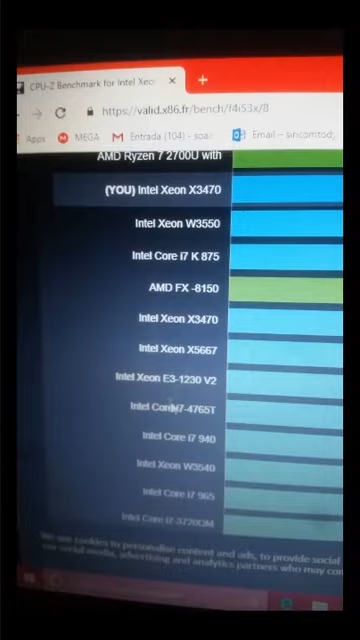 CPU-Z Benchmark for Intel Xeo
https://valid.x86.fr/bench/f4i53x/8
Apps MEGA Entrada (104) - soa Email – sincomtod,
AMD Ryzen 7 2700U with
(YOU) Intel Xeon X3470
Intel Xeon W3550
Intel Core i7 K 875
AMD FX -8150
Intel Xeon X3470
Intel Xeon X5667
Intel Xeon E3-1230 V2
Intel Core i7-4765T
Intel Core i7 940
Intel Xeon W3540
Intel Core i7 965
Intel Core i7-3720QM
We use cookies to personalise content and ads, to provide social
our social media, advertising and analytics partners who may com